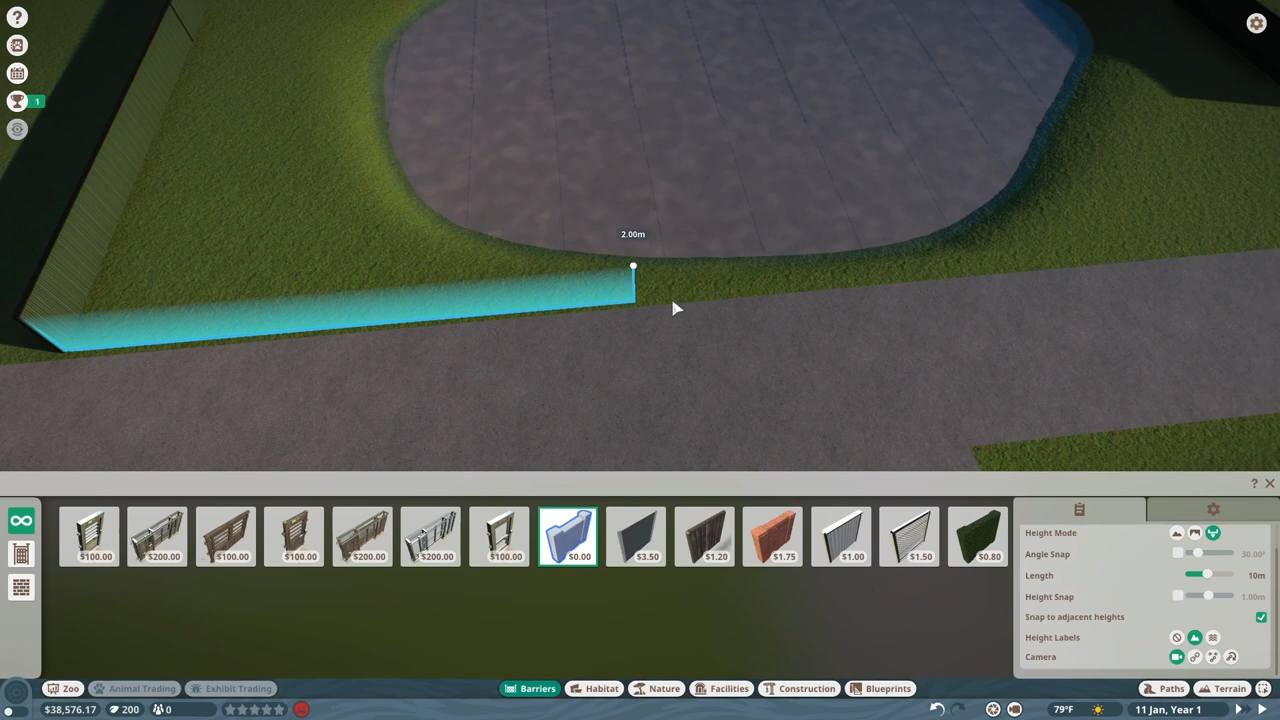 ?
1
2.00m
? ×
$100.00 $200.00 $100.00 $100.00 $200.00 $200.00 $100.00 $0.00 $3.50 $1.20 $1.75 $1.00 $1.50 $0.80
Height Mode
Angle Snap 30.00°
Length 10m
Height Snap 1.00m
Snap to adjacent heights
Height Labels
Camera
Zoo Animal Trading Exhibit Trading Barriers Habitat Nature Facilities Construction Blueprints Paths Terrain
$38,576.17 200 0 79°F 11 Jan, Year 1